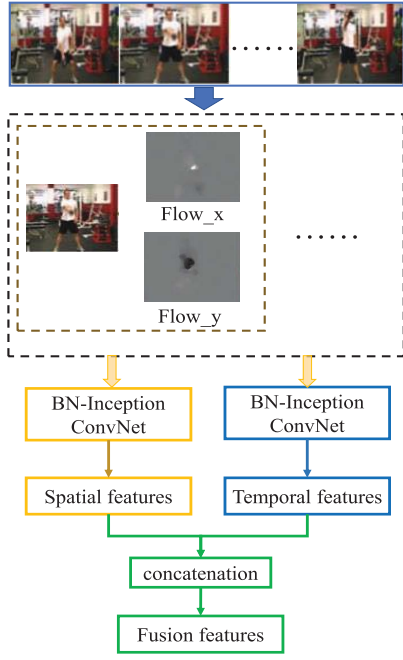 Flow_x
Flow_y
BN-Inception
ConvNet
BN-Inception
ConvNet
Spatial features
Temporal features
concatenation
Fusion features